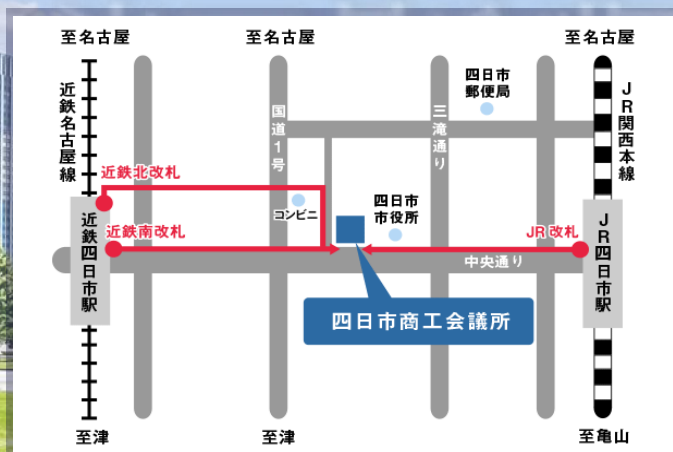 至名古屋
至名古屋
至名古屋
近鉄名古屋線
国道1号
三滝通り
四日市
郵便局
JR関西本線
近鉄北改札
コンビニ
四日市
市役所
近鉄南改札
JR改札
近鉄四日市駅
中央通り
JR四日市駅
四日市商工会議所
至津
至津
至亀山